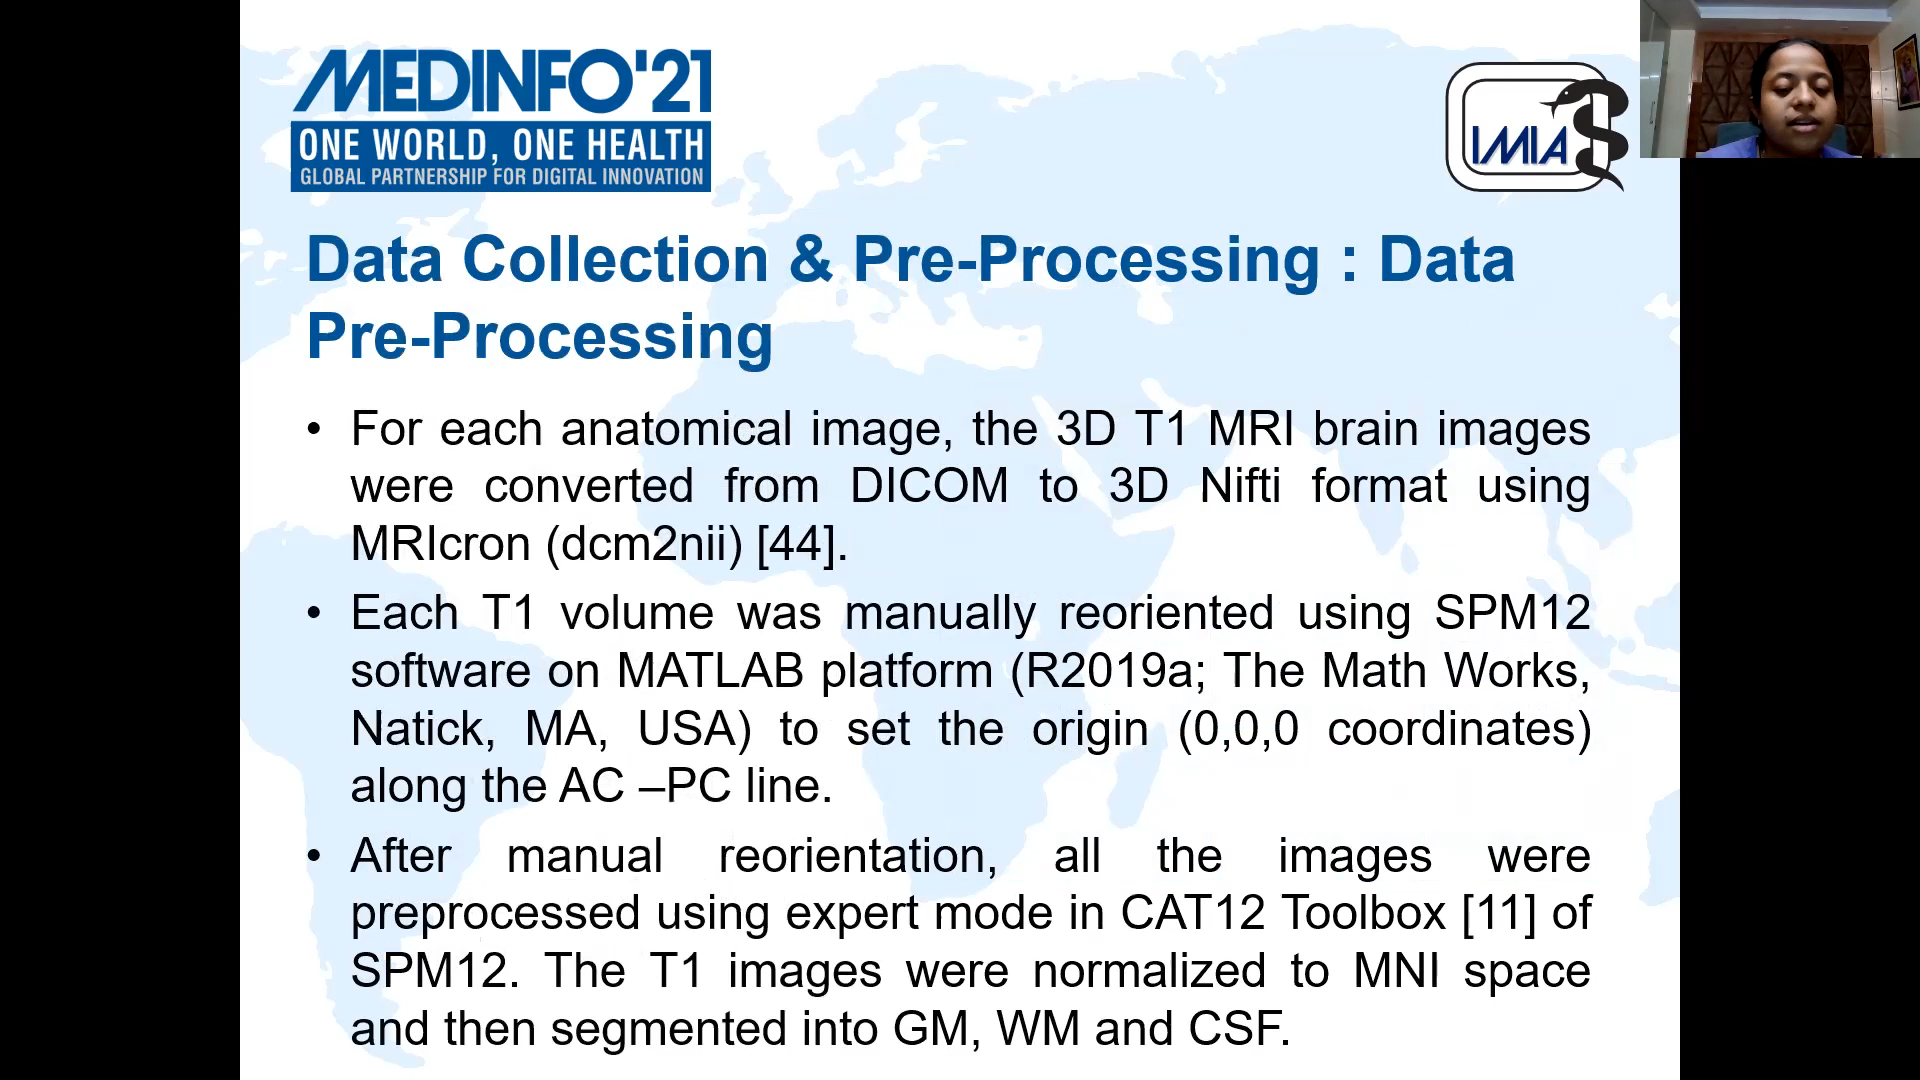 MEDINFO'21
ONE WORLD, ONE HEALTH
GLOBAL PARTNERSHIP FOR DIGITAL INNOVATION
IMIA
Data Collection & Pre-Processing : Data
Pre-Processing
• For each anatomical image, the 3D T1 MRI brain images
were converted from DICOM to 3D Nifti format using
MRIcron (dcm2nii) [44].
• Each T1 volume was manually reoriented using SPM12
software on MATLAB platform (R2019a; The Math Works,
Natick, MA, USA) to set the origin (0,0,0 coordinates)
along the AC –PC line.
• After manual reorientation, all the images were
preprocessed using expert mode in CAT12 Toolbox [11] of
SPM12. The T1 images were normalized to MNI space
and then segmented into GM, WM and CSF.